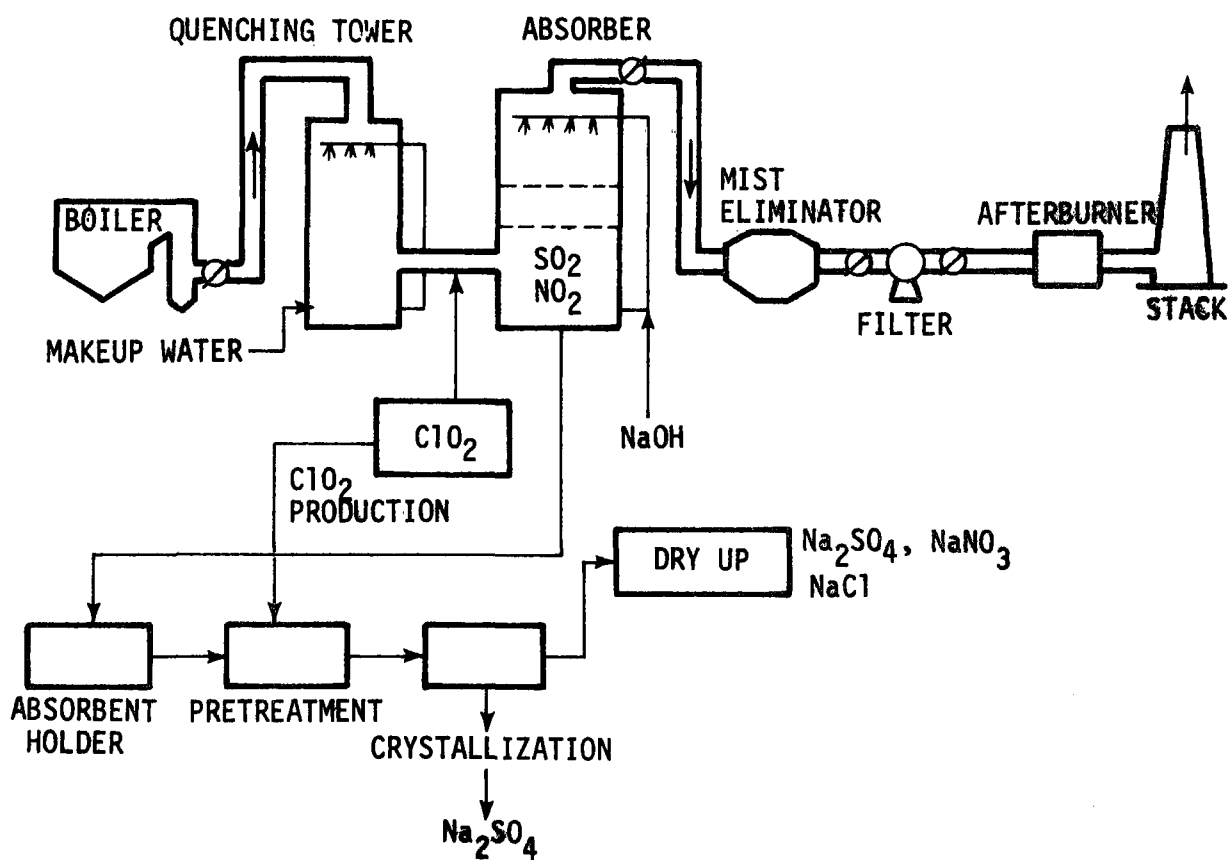 QUENCHING TOWER
ABSORBER
BOILER
MIST
ELIMINATOR
AFTERBURNER
SO2
NO2
STACK
FILTER
MAKEUP WATER
ClO2
NaOH
ClO2
PRODUCTION
DRY UP
Na2SO4, NaNO3
NaCl
ABSORBENT
HOLDER
PRETREATMENT
CRYSTALLIZATION
Na2SO4